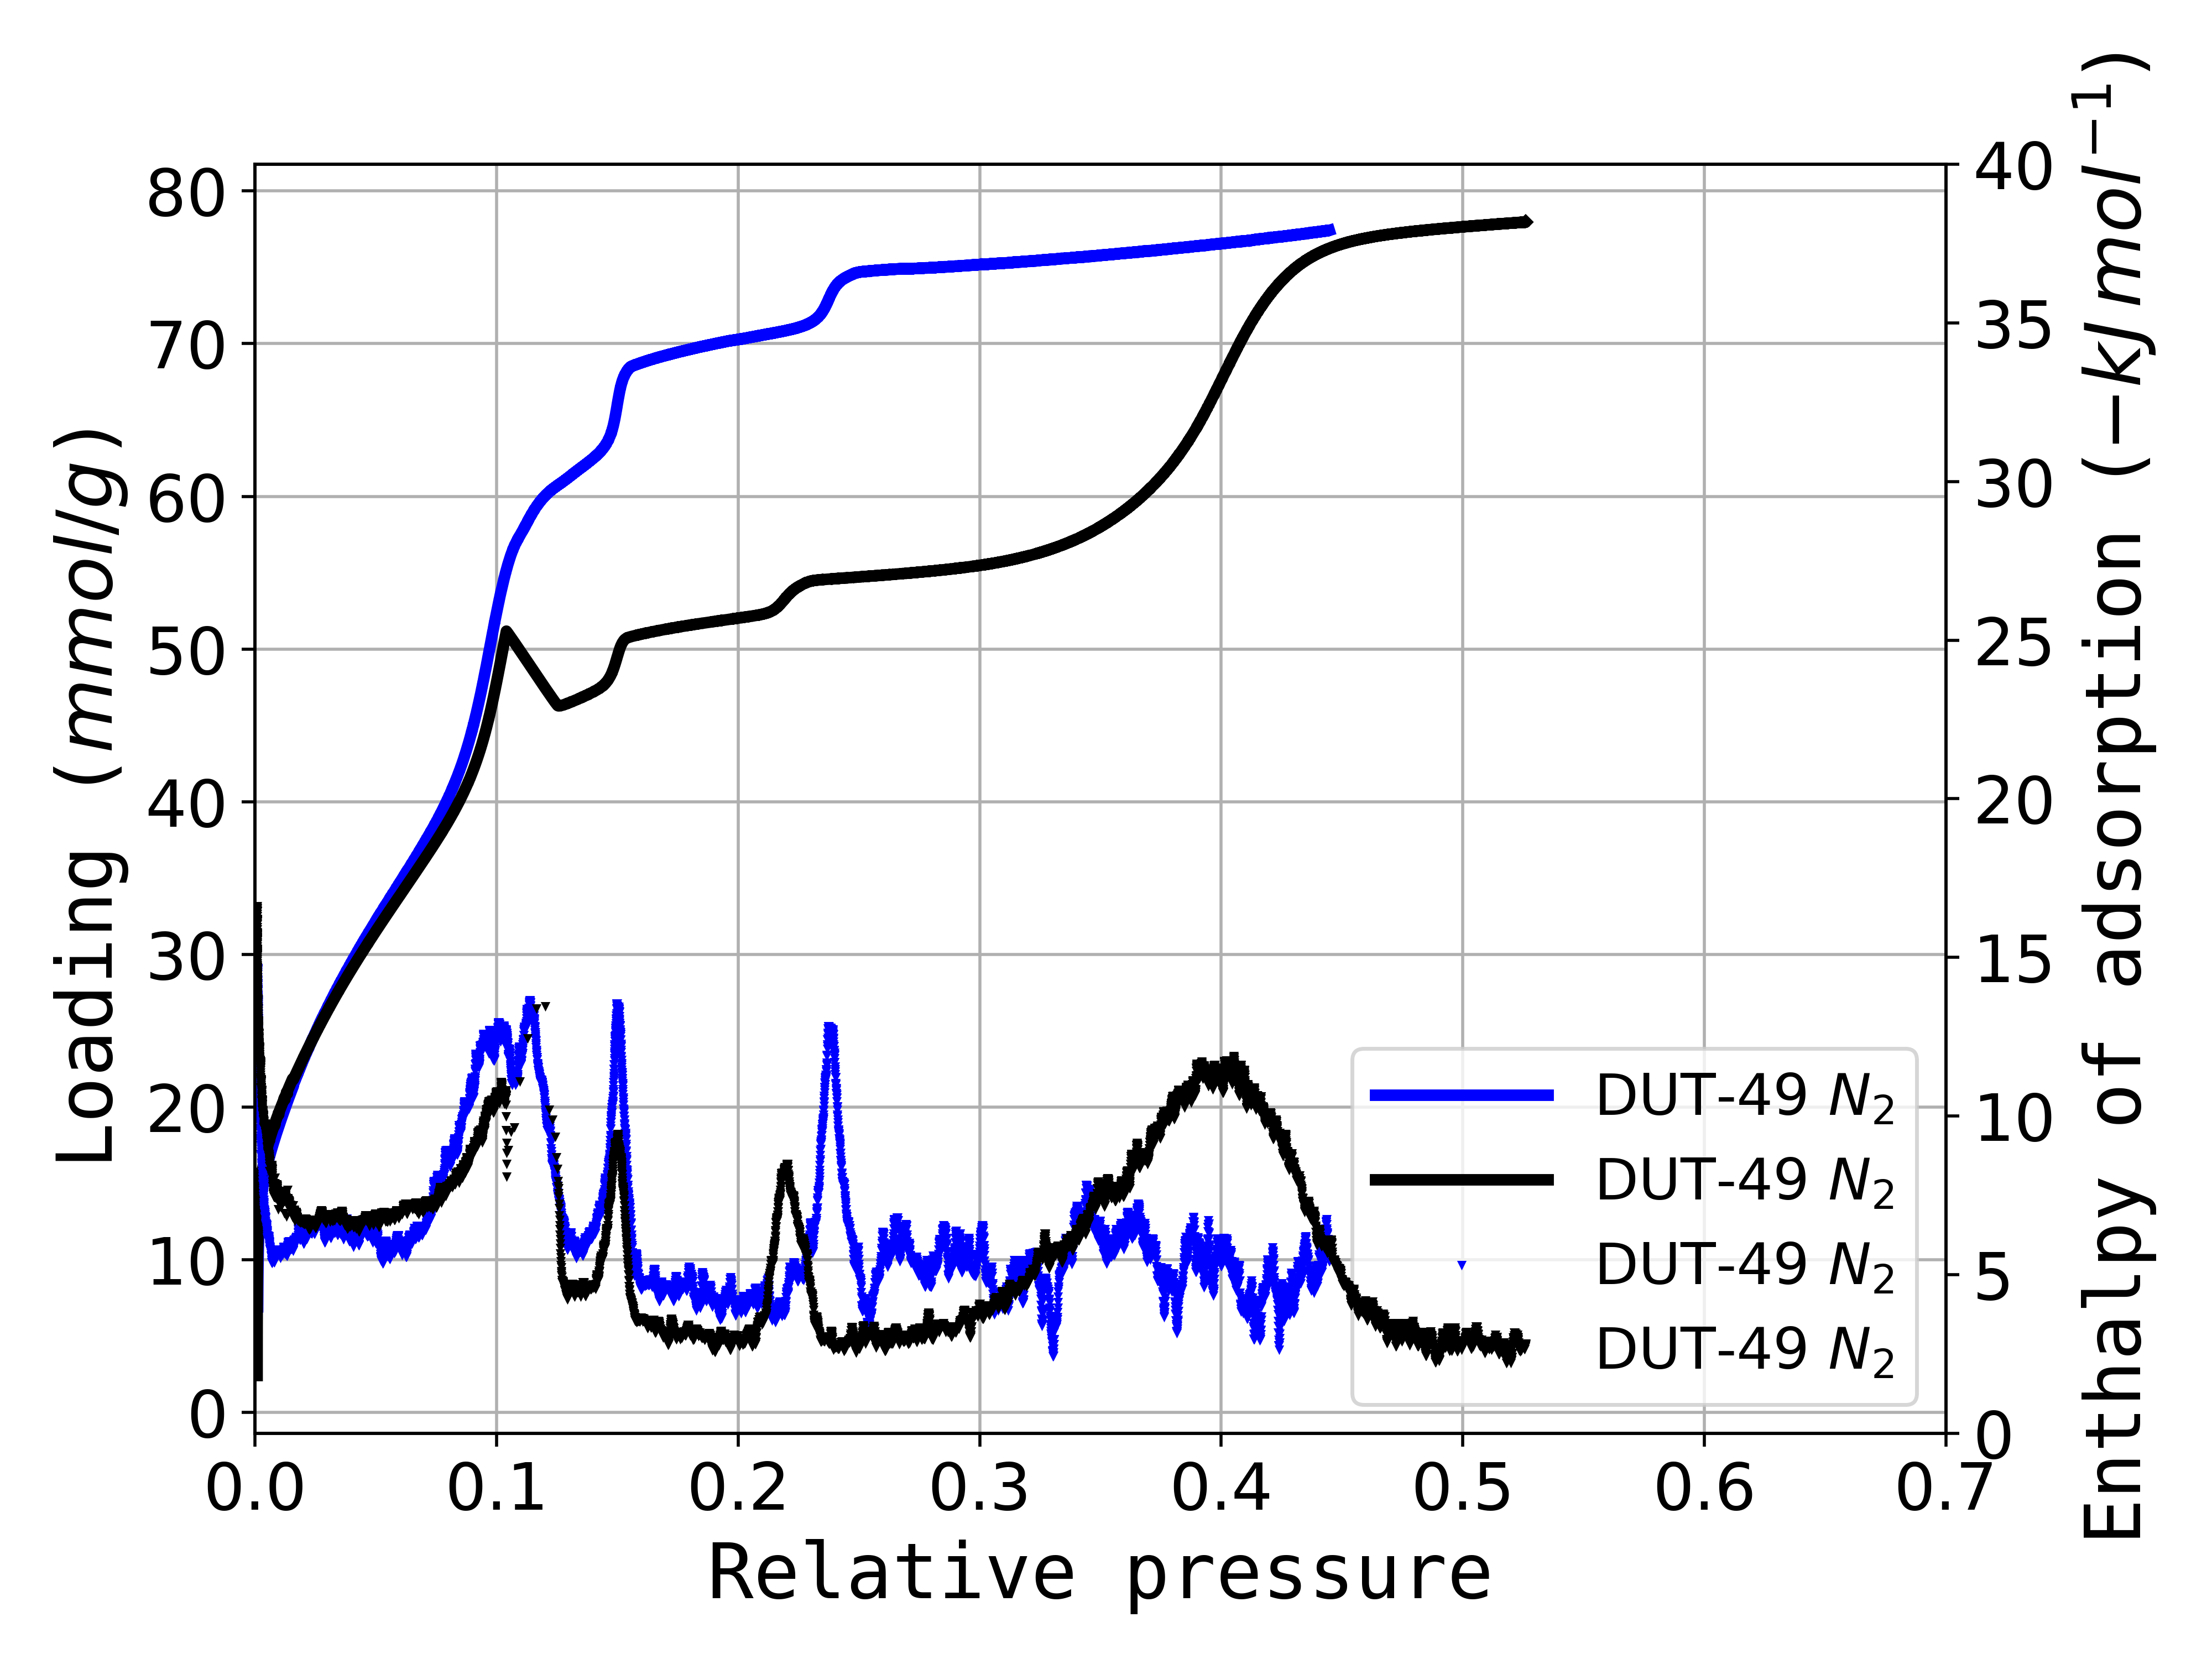 Loading (mmol/g)
80
70
60
50
40
30
20
10
0
0.0 0.1 0.2 0.3 0.4 0.5 0.6 0.7
Relative pressure
40
35
30
25
20
15
10
5
0
Enthalpy of adsorption (−kJ mol⁻¹)
DUT-49 N₂
DUT-49 N₂
DUT-49 N₂
DUT-49 N₂